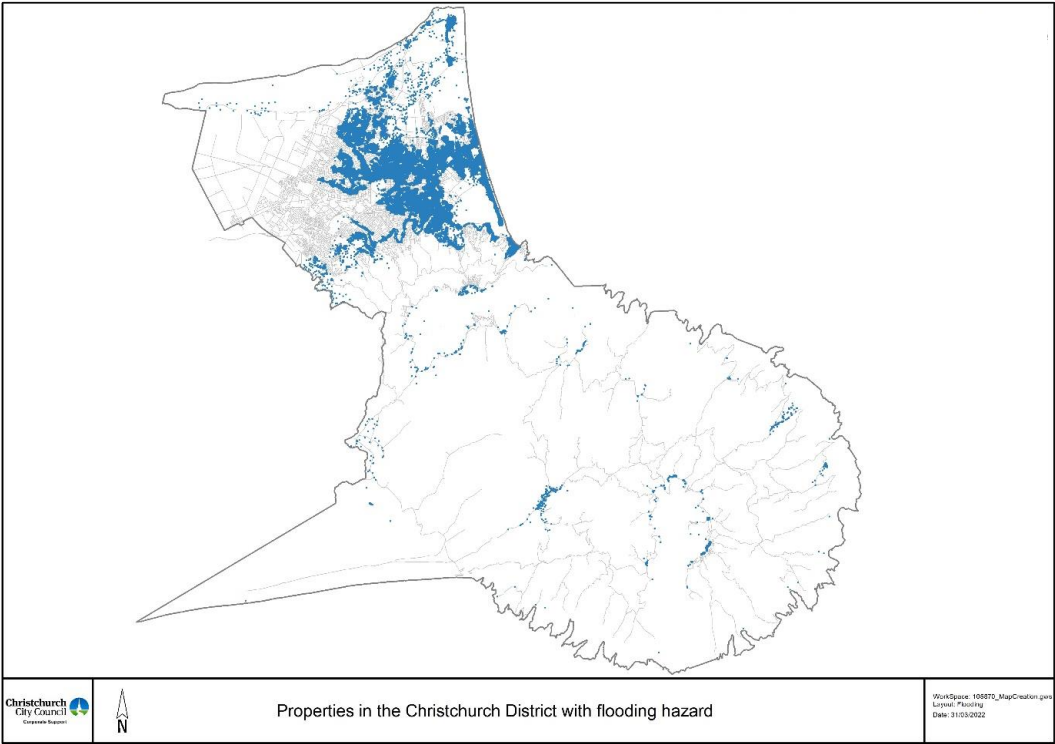 Christchurch
City Council
Corporate Support
N
Properties in the Christchurch District with flooding hazard
WorkSpace: 108870_MapCreation.gws
Layout: Flooding
Date: 31/03/2022